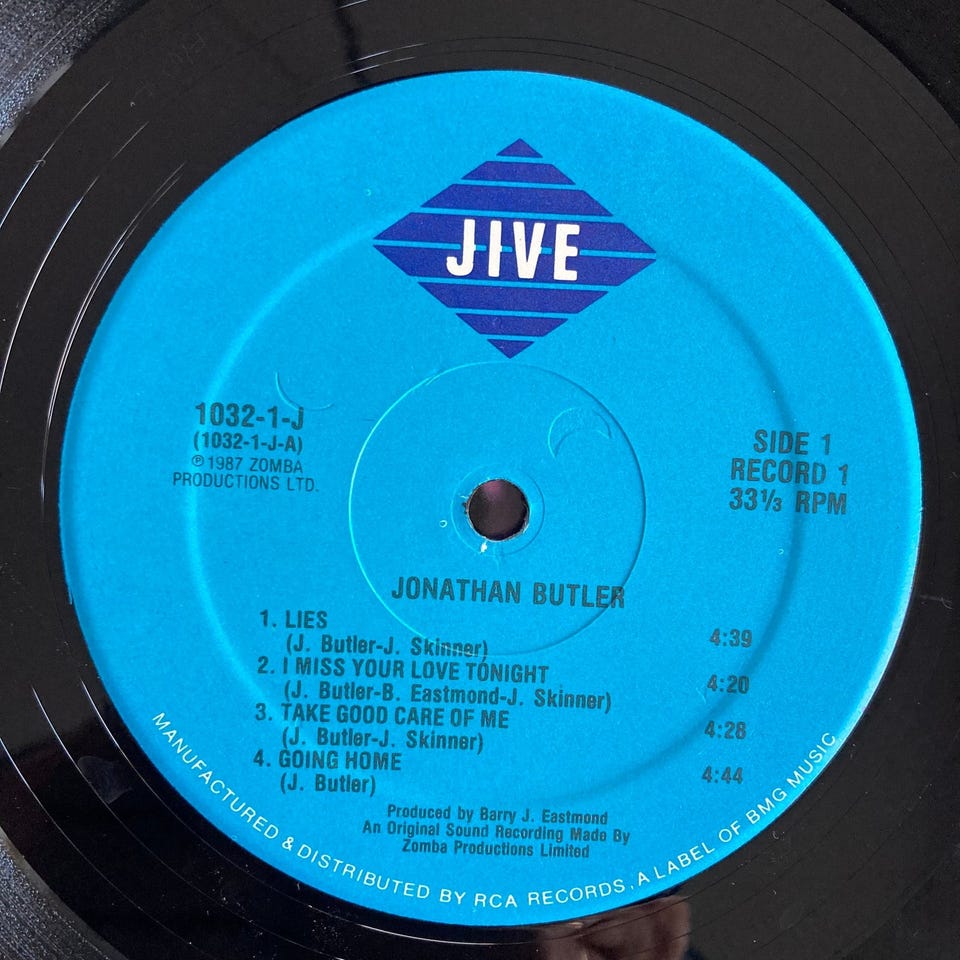 JIVE
1032-1-J
(1032-1-J-A)
℗ 1987 ZOMBA
PRODUCTIONS LTD.
SIDE 1
RECORD 1
33⅓ RPM
JONATHAN BUTLER
1. LIES 4:39
(J. Butler-J. Skinner)
2. I MISS YOUR LOVE TONIGHT 4:20
(J. Butler-B. Eastmond-J. Skinner)
3. TAKE GOOD CARE OF ME 4:28
(J. Butler-J. Skinner)
4. GOING HOME 4:44
(J. Butler)
Produced by Barry J. Eastmond
An Original Sound Recording Made By
Zomba Productions Limited
MANUFACTURED & DISTRIBUTED BY RCA RECORDS, A LABEL OF BMG MUSIC